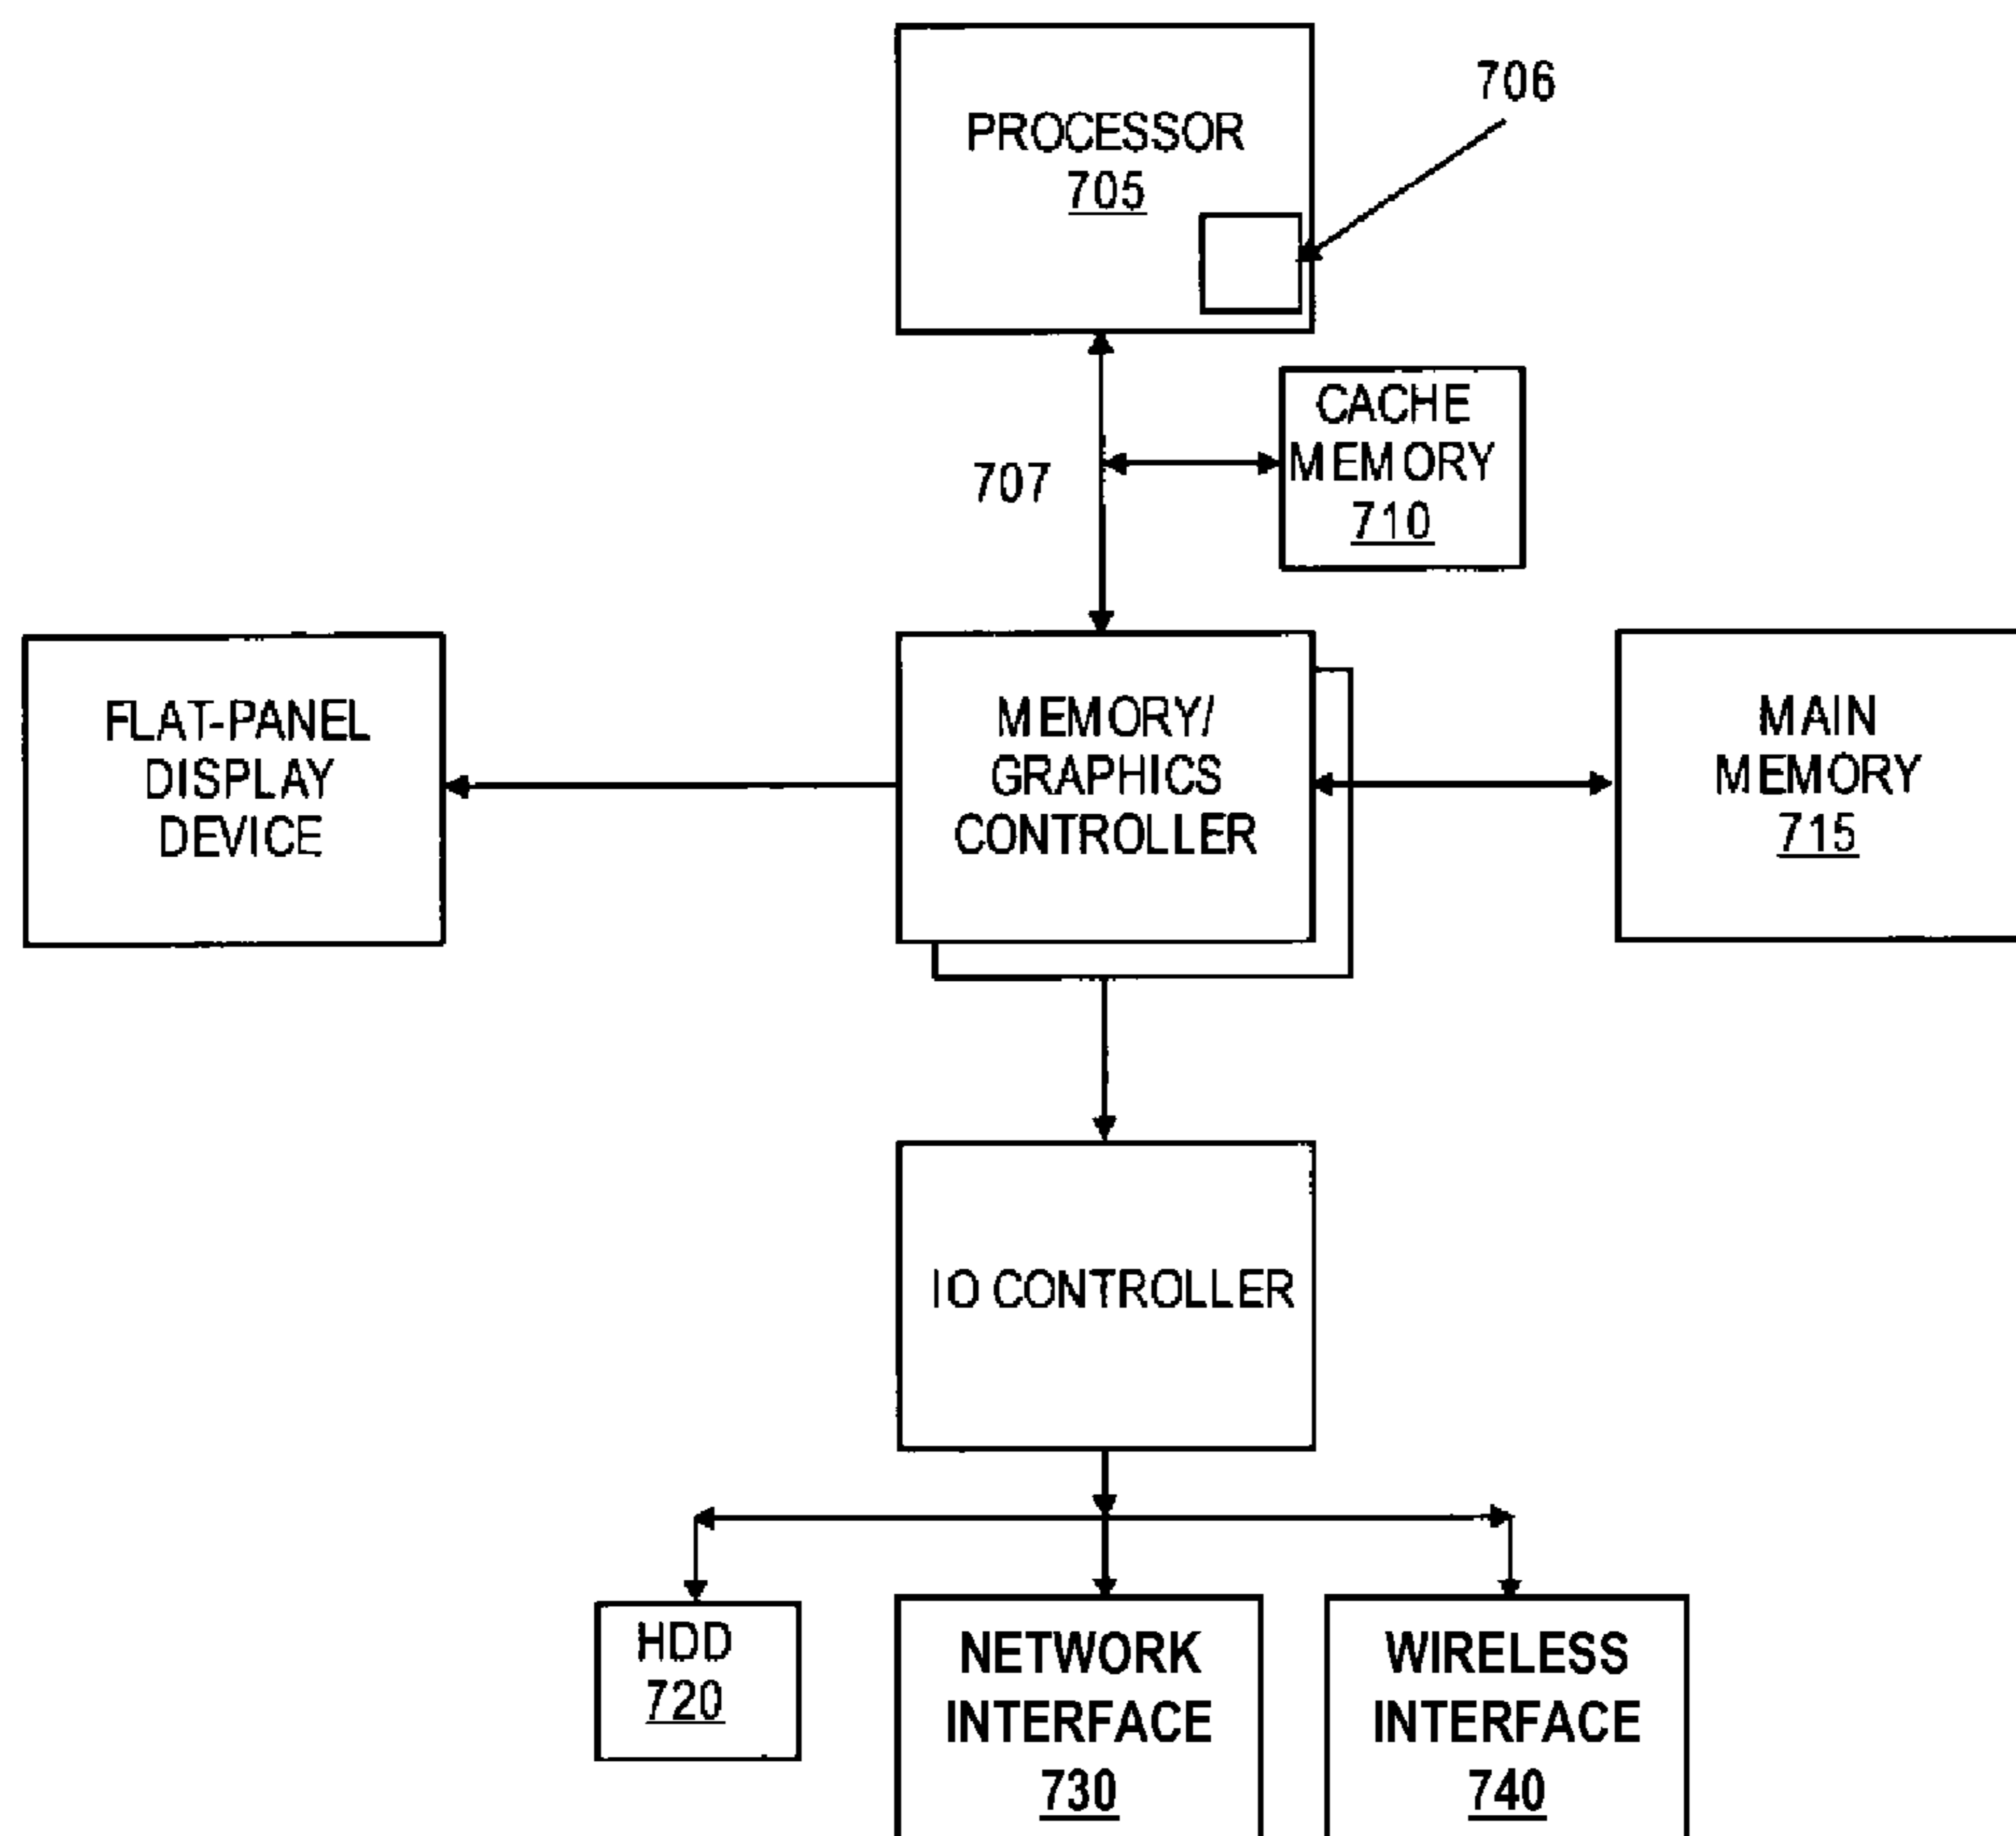 PROCESSOR
705
706
CACHE
MEMORY
710
707
FLAT-PANEL
DISPLAY
DEVICE
MEMORY/
GRAPHICS
CONTROLLER
MAIN
MEMORY
715
IO CONTROLLER
HDD
720
NETWORK
INTERFACE
730
WIRELESS
INTERFACE
740